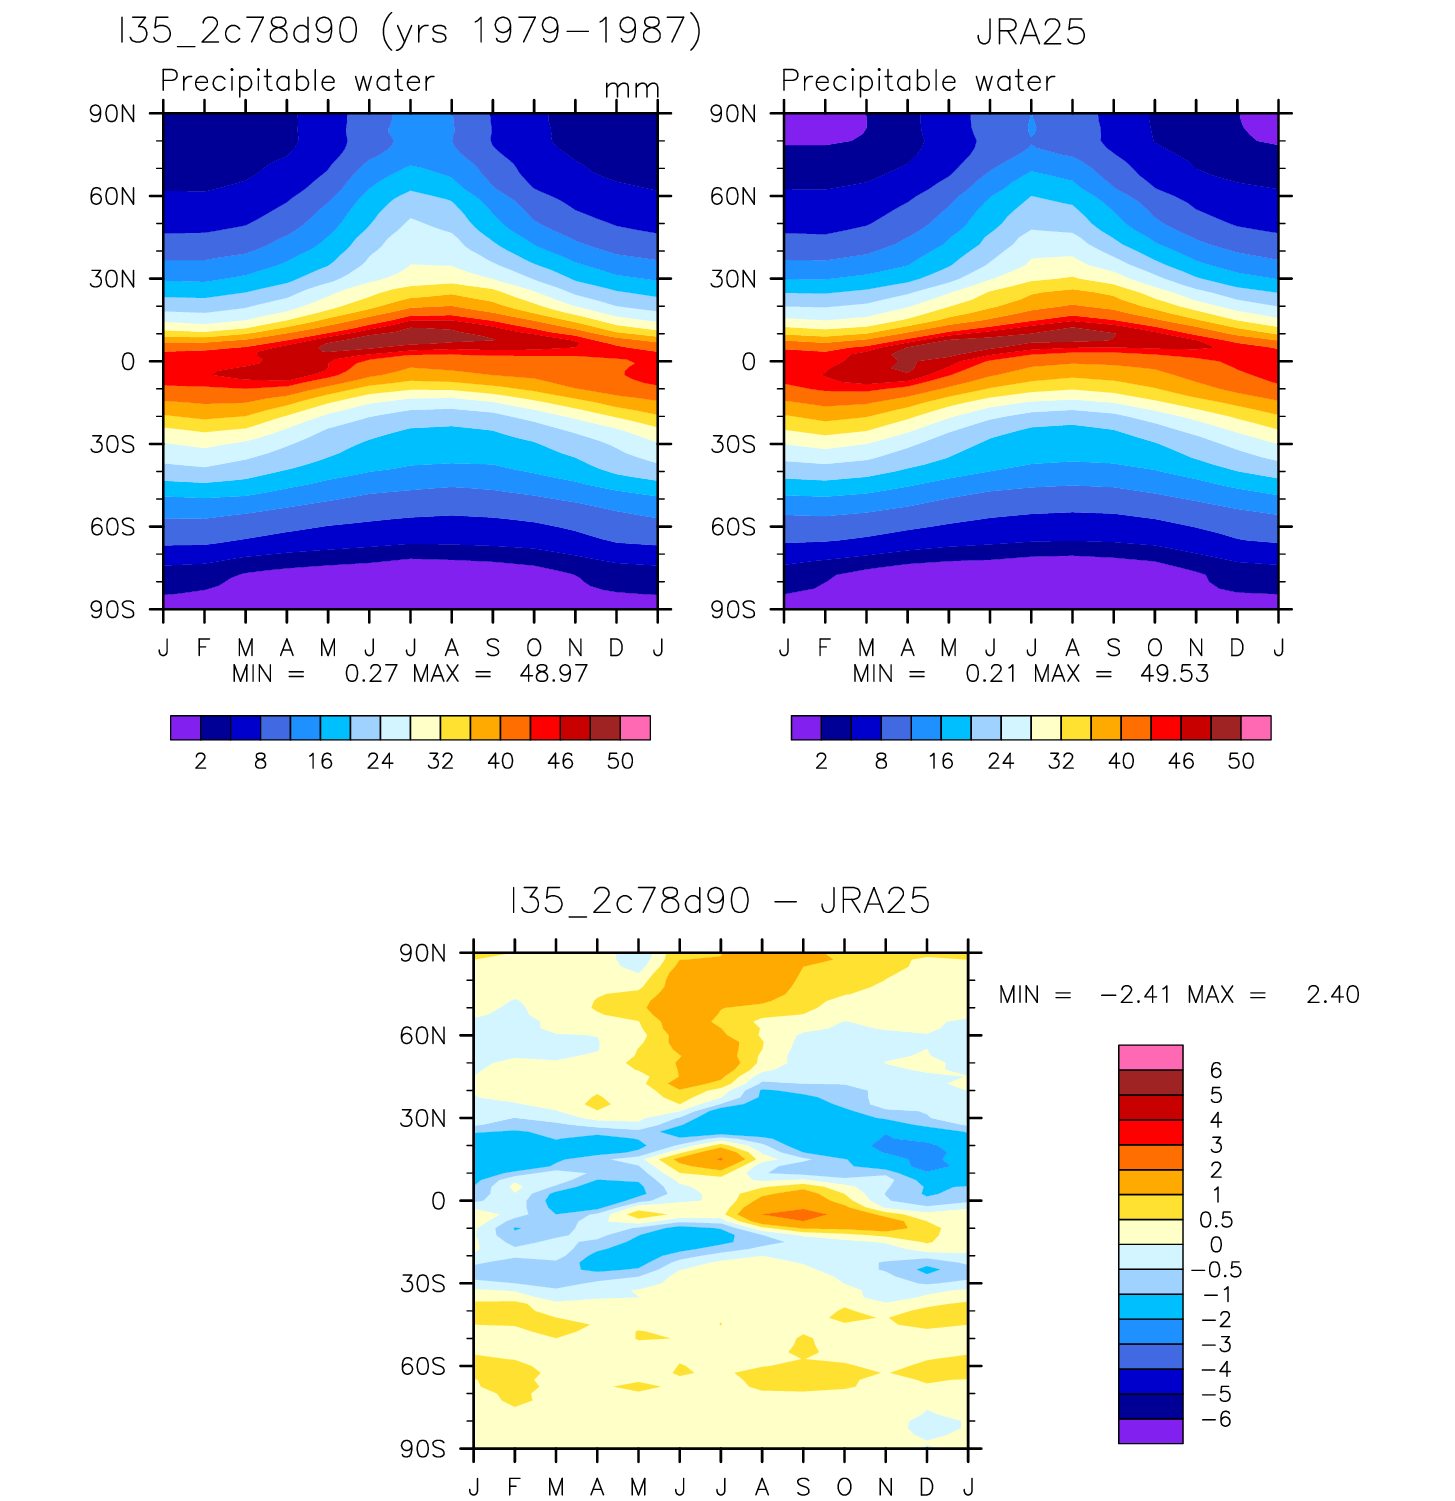 I35_2c78d90 (yrs 1979−1987) JRA25
Precipitable water mm Precipitable water
90N 90N
60N 60N
30N 30N
0 0
30S 30S
60S 60S
90S 90S
J F M A M J J A S O N D J J F M A M J J A S O N D J
MIN = 0.27 MAX = 48.97 MIN = 0.21 MAX = 49.53
2 8 16 24 32 40 46 50 2 8 16 24 32 40 46 50
I35_2c78d90 − JRA25
90N
MIN = −2.41 MAX = 2.40
60N
30N
0
30S
60S
90S
6
5
4
3
2
1
0.5
0
−0.5
−1
−2
−3
−4
−5
−6
J F M A M J J A S O N D J